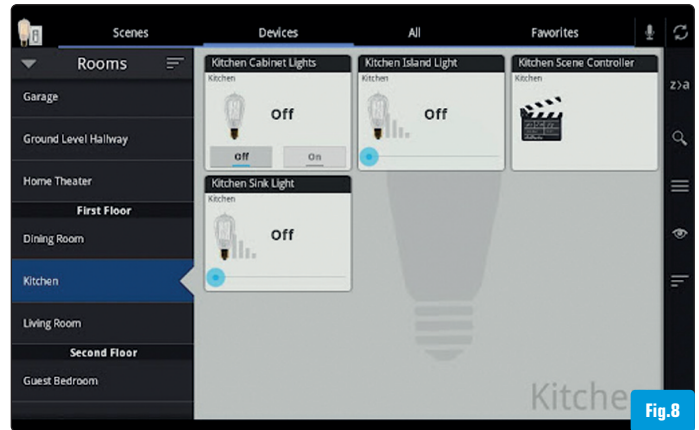 Scenes Devices All Favorites
Rooms
Garage
Ground Level Hallway
Home Theater
First Floor
Dining Room
Kitchen
Living Room
Second Floor
Guest Bedroom
Kitchen Cabinet Lights
Kitchen
Off
Off On
Kitchen Island Light
Kitchen
Off
Kitchen Scene Controller
Kitchen
Kitchen Sink Light
Kitchen
Off
z>a
Kitche
Fig.8